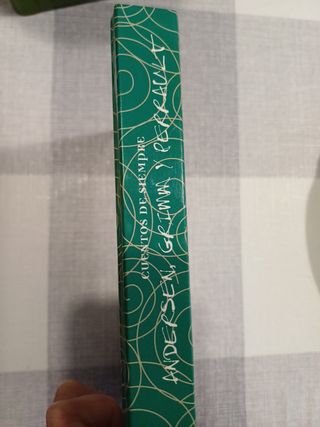 CUENTOS DE SIEMPRE
ANDERSEN, GRIMM Y PERRAULT